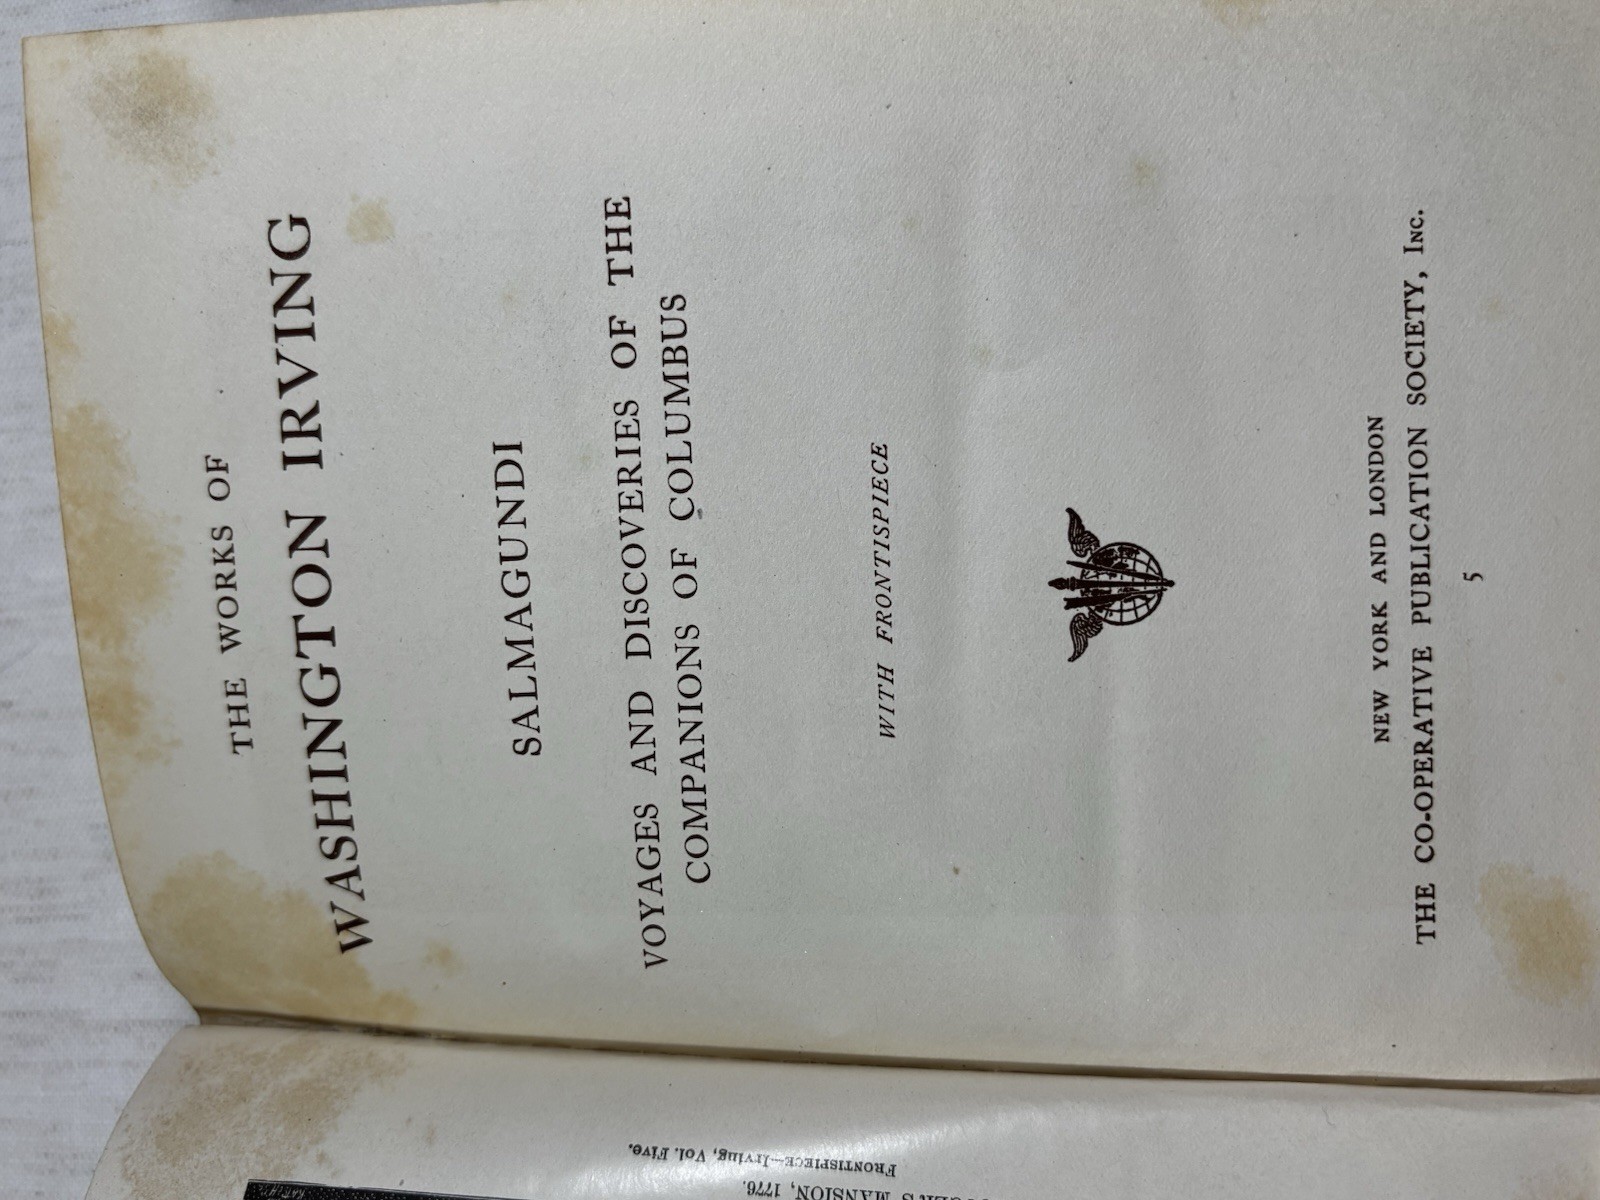 THE WORKS OF
WASHINGTON IRVING
SALMAGUNDI
VOYAGES AND DISCOVERIES OF THE
COMPANIONS OF COLUMBUS
WITH FRONTISPIECE
NEW YORK AND LONDON
THE CO-OPERATIVE PUBLICATION SOCIETY, INC.
5
MANSION, 1776.
FRONTISPIECE—Irving, Vol. Five.